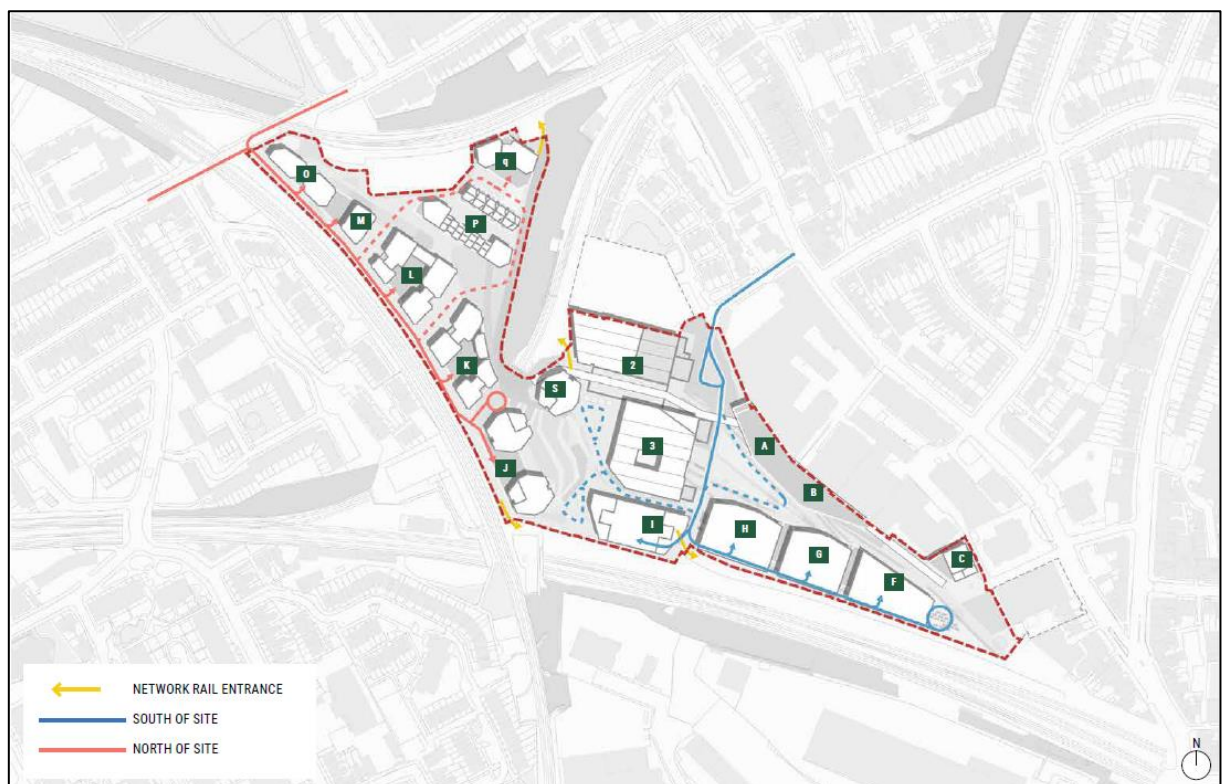 q
O
P
M
L
K
2
S
3
A
J
B
I
H
G
C
F
NETWORK RAIL ENTRANCE
SOUTH OF SITE
NORTH OF SITE
N